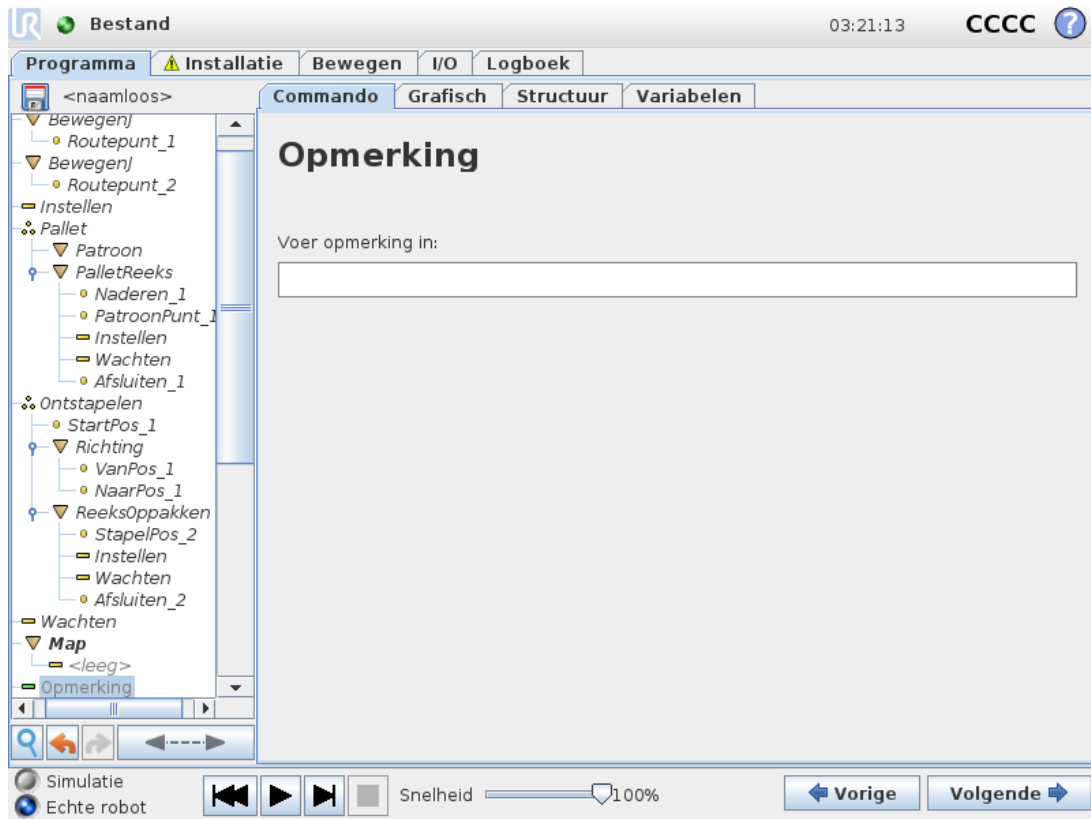 UR Bestand 03:21:13 CCCC ?
Programma Installatie Bewegen I/O Logboek
<naamloos>
Commando Grafisch Structuur Variabelen
BewegenJ
Routepunt_1
BewegenJ
Routepunt_2
Instellen
Pallet
Patroon
PalletReeks
Naderen_1
PatroonPunt_1
Instellen
Wachten
Afsluiten_1
Ontstapelen
StartPos_1
Richting
VanPos_1
NaarPos_1
ReeksOppakken
StapelPos_2
Instellen
Wachten
Afsluiten_2
Wachten
Map
<leeg>
Opmerking
Opmerking
Voer opmerking in:
Simulatie
Echte robot
Snelheid 100%
Vorige
Volgende